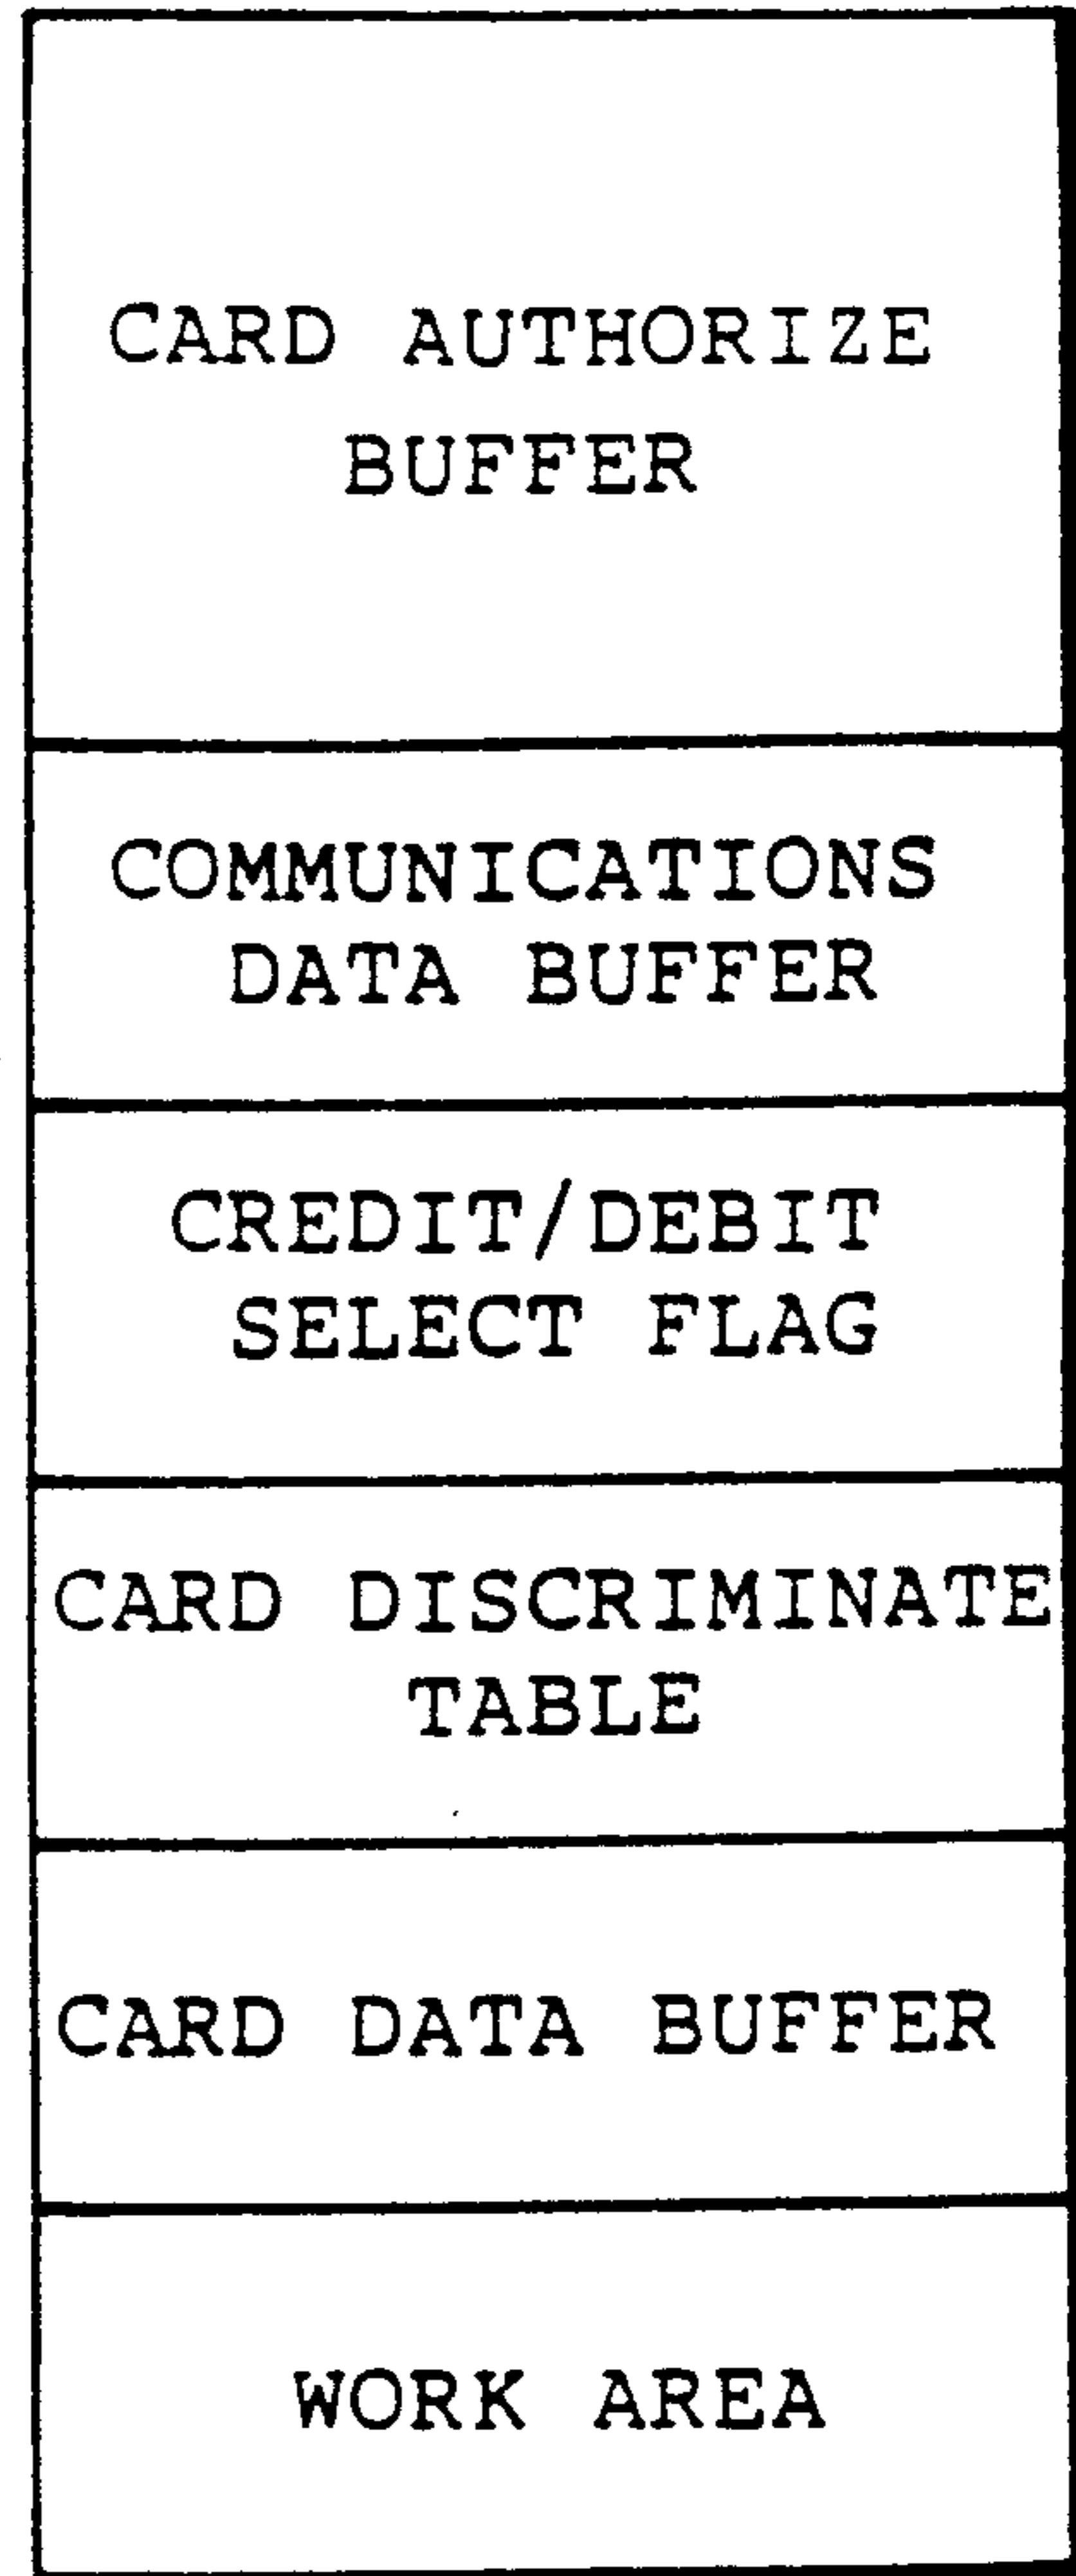 CARD AUTHORIZE
BUFFER
COMMUNICATIONS
DATA BUFFER
CREDIT/DEBIT
SELECT FLAG
CARD DISCRIMINATE
TABLE
CARD DATA BUFFER
WORK AREA